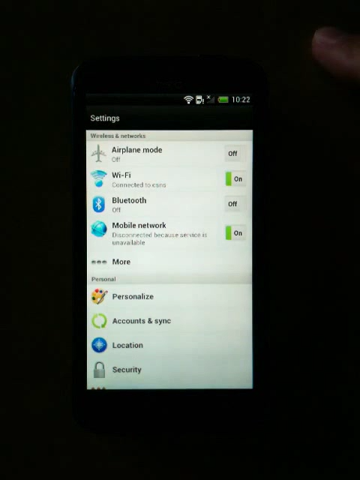 10:22
Settings
Wireless & networks
Airplane mode
Off
Off
Wi-Fi
Connected to
On
Bluetooth
Off
Off
Mobile network
Disconnected because service is
unavailable
On
More
Personal
Personalize
Accounts & sync
Location
Security